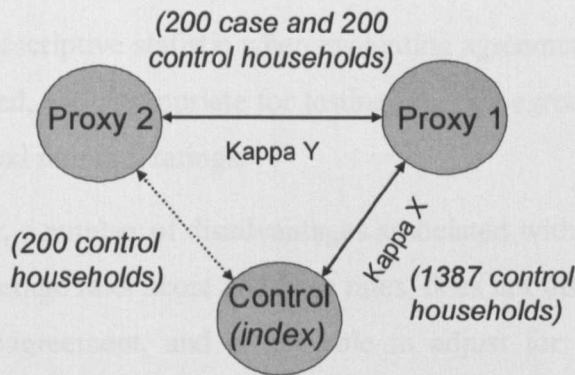 (200 case and 200
control households)
Proxy 2
Proxy 1
Kappa Y
Kappa X
(200 control
households)
(1387 control
households)
Control
(index)